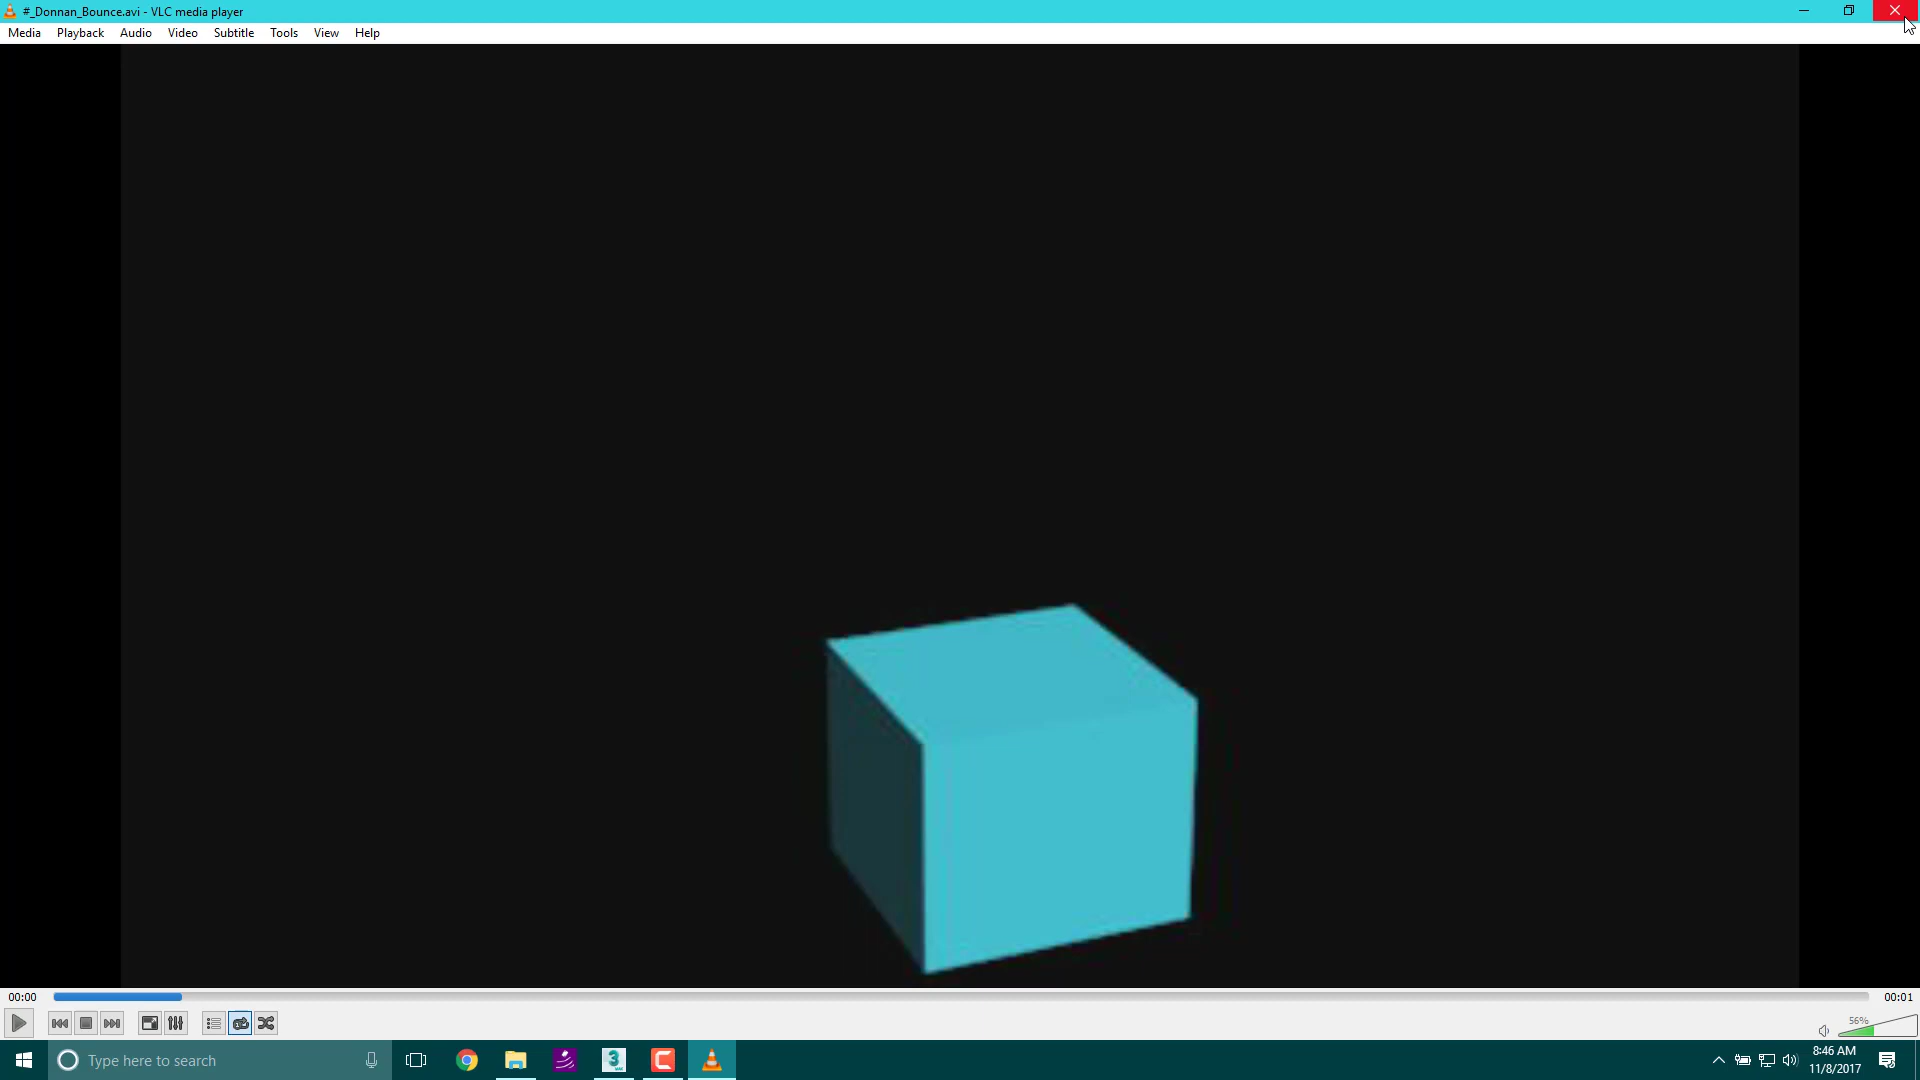 #_Donnan_Bounce.avi - VLC media player
Media Playback Audio Video Subtitle Tools View Help
00:00 00:01
56%
Type here to search
8:46 AM
11/8/2017